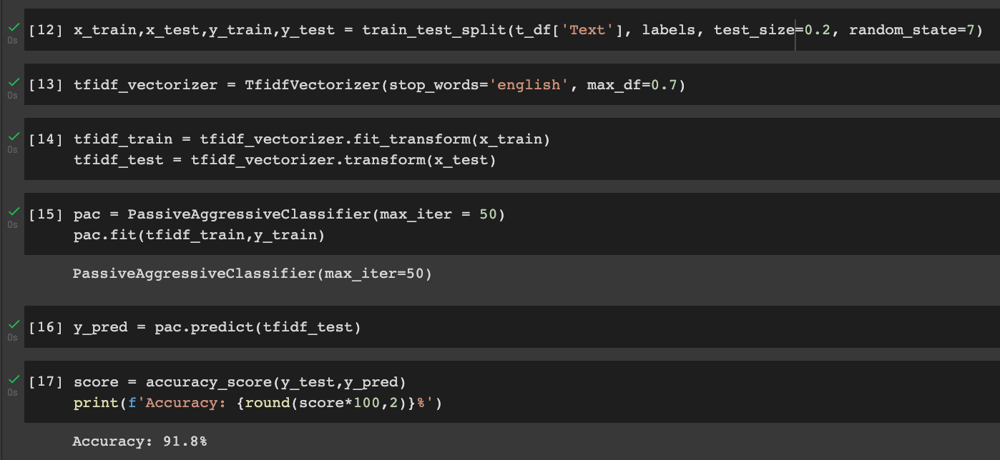 [12] x_train,x_test,y_train,y_test = train_test_split(t_df['Text'], labels, test_size=0.2, random_state=7)
0s
[13] tfidf_vectorizer = TfidfVectorizer(stop_words='english', max_df=0.7)
0s
[14] tfidf_train = tfidf_vectorizer.fit_transform(x_train)
0s
tfidf_test = tfidf_vectorizer.transform(x_test)
[15] pac = PassiveAggressiveClassifier(max_iter = 50)
0s
pac.fit(tfidf_train,y_train)
PassiveAggressiveClassifier(max_iter=50)
[16] y_pred = pac.predict(tfidf_test)
0s
[17] score = accuracy_score(y_test,y_pred)
0s
print(f'Accuracy: {round(score*100,2)}%')
Accuracy: 91.8%